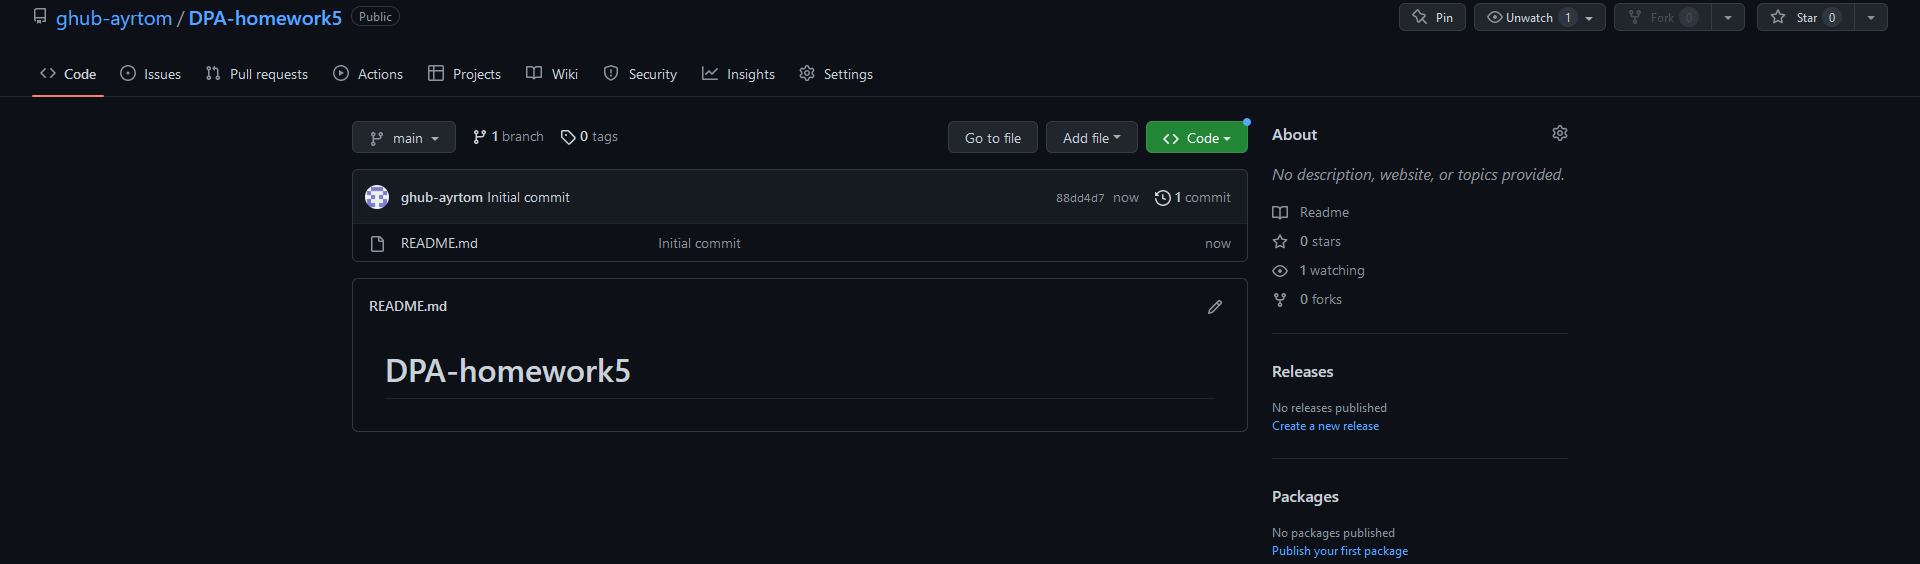 ghub-ayrtom / DPA-homework5 Public Pin Unwatch 1 Fork 0 Star 0
Code Issues Pull requests Actions Projects Wiki Security Insights Settings
main 1 branch 0 tags Go to file Add file Code
ghub-ayrtom Initial commit 88dd4d7 now 1 commit
README.md Initial commit now
README.md
DPA-homework5
About
No description, website, or topics provided.
Readme
0 stars
1 watching
0 forks
Releases
No releases published
Create a new release
Packages
No packages published
Publish your first package